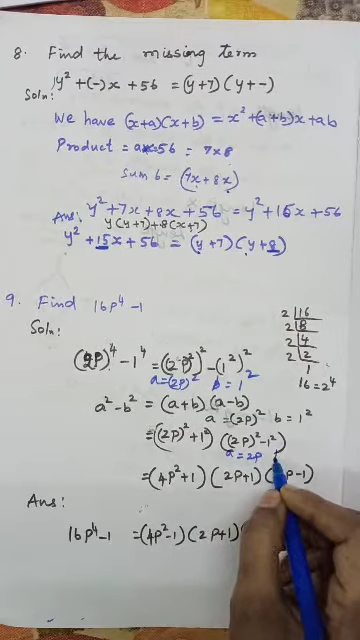 8. Find the missing term
y² + (-)x + 56 = (y+7)(y+-)
Soln:
We have (x+a)(x+b) = x² + (a+b)x + ab
Product = 56 = 7x8
Sum 6 = (7x + 8x)
Ans: y² + 7x + 8x + 56 = y² + 15x + 56
y(y+7) + 8(x+7)
y² + 15x + 56 = (y+7)(y+8)
9. Find 16p⁴-1
Soln:
2 16
2 8
2 4
2 2
1
16 = 2⁴
(2p)⁴ - 1⁴ = ((2p)²)² - (1²)²
a = (2p)² b = 1²
a² - b² = (a+b) (a-b)
a = (2p)² b = 1²
= ((2p)² + 1²) ((2p)² - 1²)
a = 2p
= (4p² + 1) (2p+1) (p-1)
Ans:
16p⁴-1 = (4p²-1) (2p+1) (